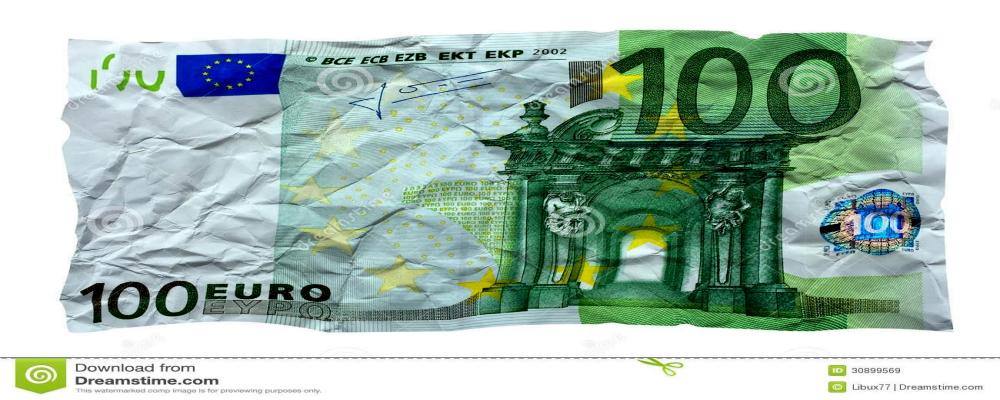 100
© BCE ECB EZB EKT EKP 2002
100
100
100 EURO
ΕΥΡΩ
Download from
Dreamstime.com
This watermarked comp image is for previewing purposes only.
30899569
© Libux77 | Dreamstime.com